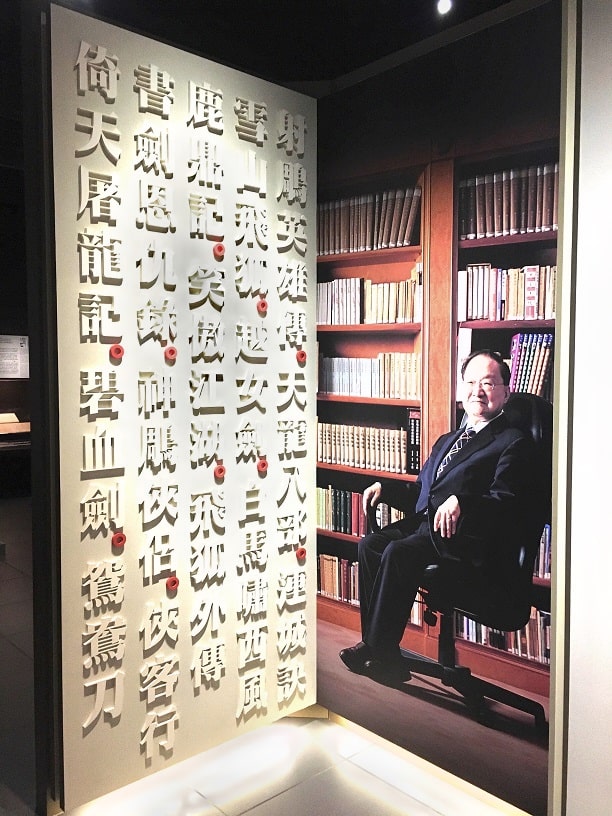 射鵰英雄傳•天龍八部•連城訣
雪山飛狐•越女劍•白馬嘯西風
鹿鼎記•笑傲江湖•飛狐外傳
書劍恩仇錄•神鵰俠侶•俠客行
倚天屠龍記•碧血劍•鴛鴦刀